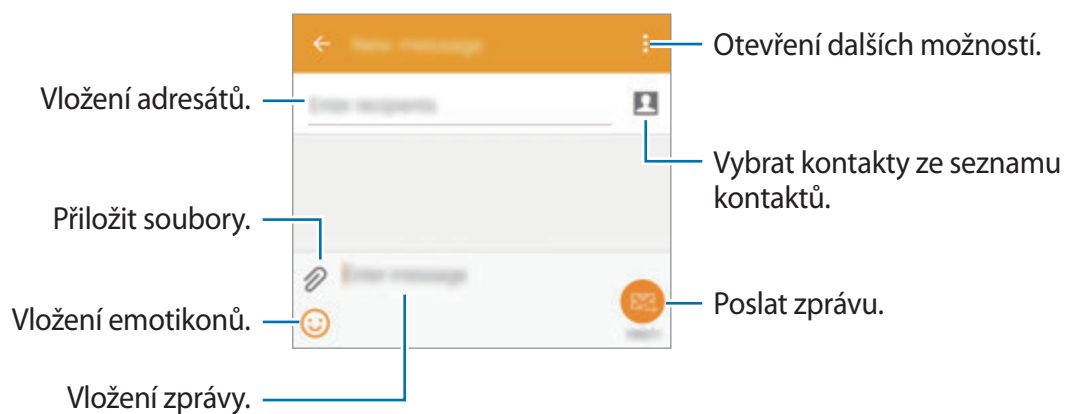 Otevření dalších možností.
Vložení adresátů.
Vybrat kontakty ze seznamu
kontaktů.
Přiložit soubory.
Poslat zprávu.
Vložení emotikonů.
Vložení zprávy.